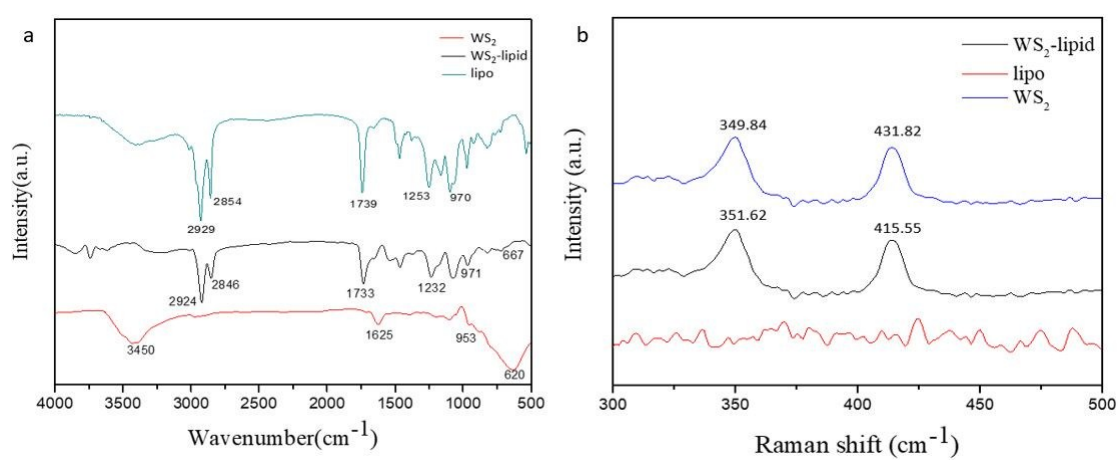 a
WS₂
WS₂-lipid
lipo
2854
2929
1739
1253
970
2924
2846
1733
1232
971
667
3450
1625
953
620
4000 3500 3000 2500 2000 1500 1000 500
Wavenumber(cm⁻¹)
Intensity(a.u.)
b
WS₂-lipid
lipo
WS₂
349.84
431.82
351.62
415.55
300 350 400 450 500
Raman shift (cm⁻¹)
Intensity (a.u.)